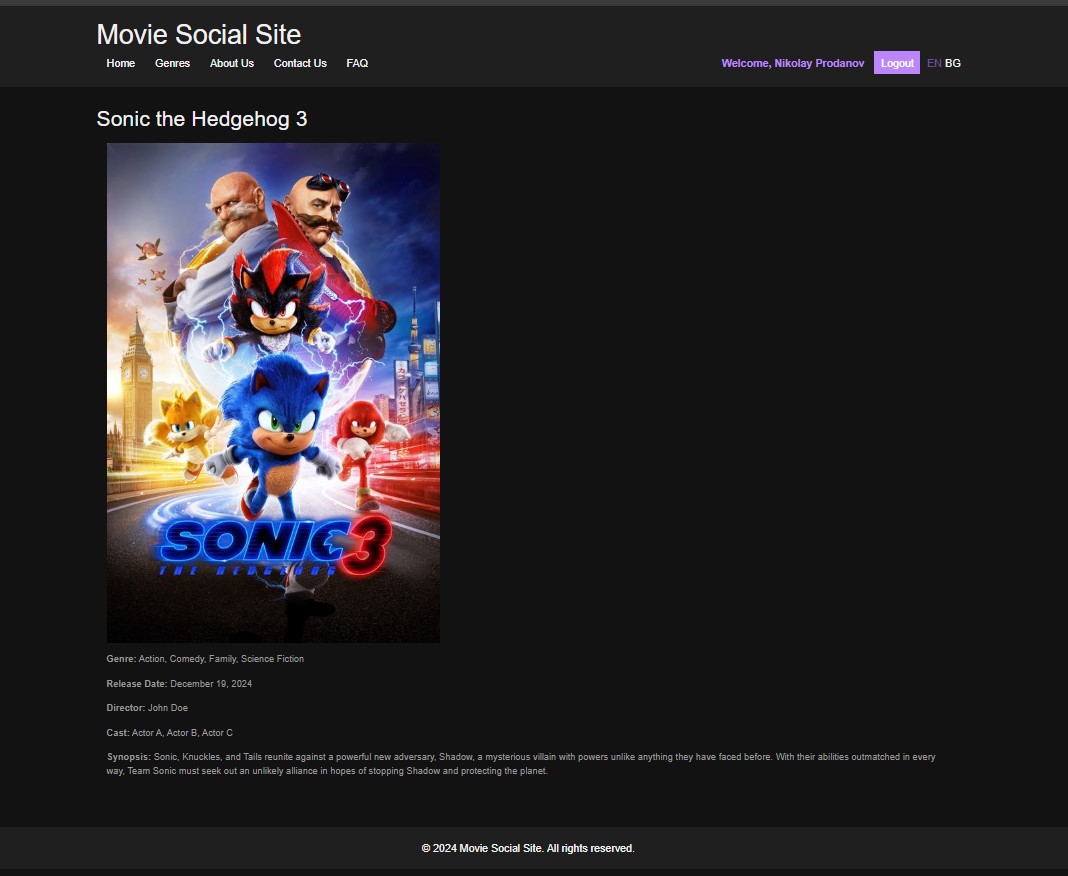 Movie Social Site
Home Genres About Us Contact Us FAQ
Welcome, Nikolay Prodanov Logout EN BG
Sonic the Hedgehog 3
SONIC 3
THE HEDGEHOG
Genre: Action, Comedy, Family, Science Fiction
Release Date: December 19, 2024
Director: John Doe
Cast: Actor A, Actor B, Actor C
Synopsis: Sonic, Knuckles, and Tails reunite against a powerful new adversary, Shadow, a mysterious villain with powers unlike anything they have faced before. With their abilities outmatched in every
way, Team Sonic must seek out an unlikely alliance in hopes of stopping Shadow and protecting the planet.
© 2024 Movie Social Site. All rights reserved.